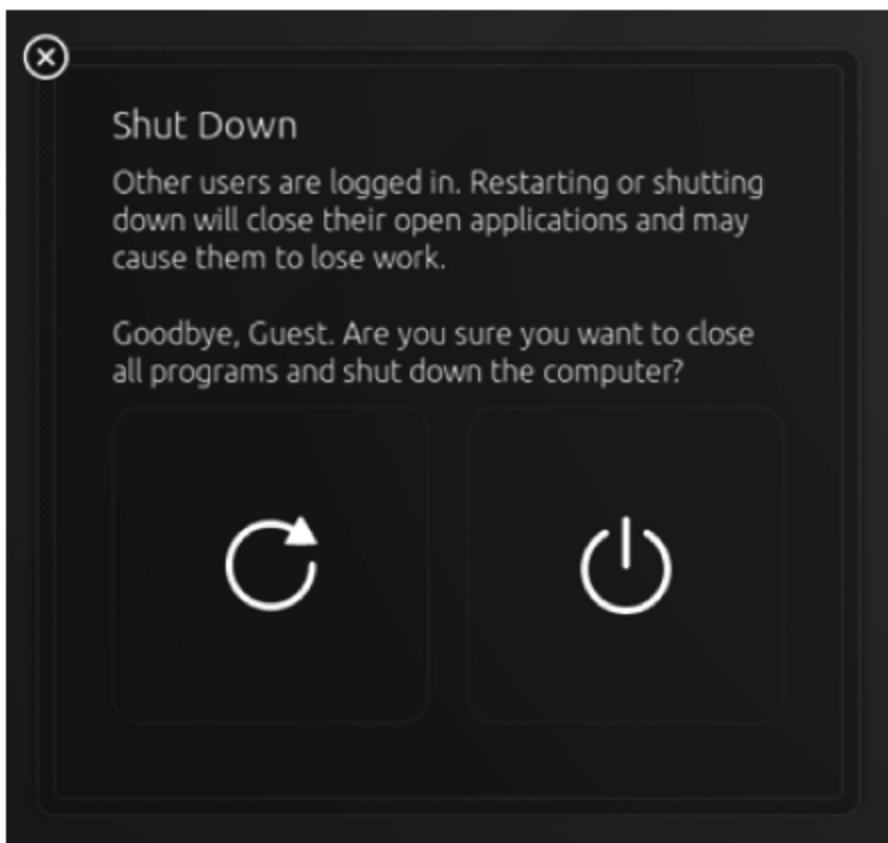 Shut Down
Other users are logged in. Restarting or shutting
down will close their open applications and may
cause them to lose work.
Goodbye, Guest. Are you sure you want to close
all programs and shut down the computer?